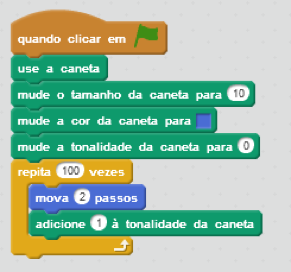 quando clicar em
use a caneta
mude o tamanho da caneta para 10
mude a cor da caneta para
mude a tonalidade da caneta para 0
repita 100 vezes
mova 2 passos
adicione 1 à tonalidade da caneta